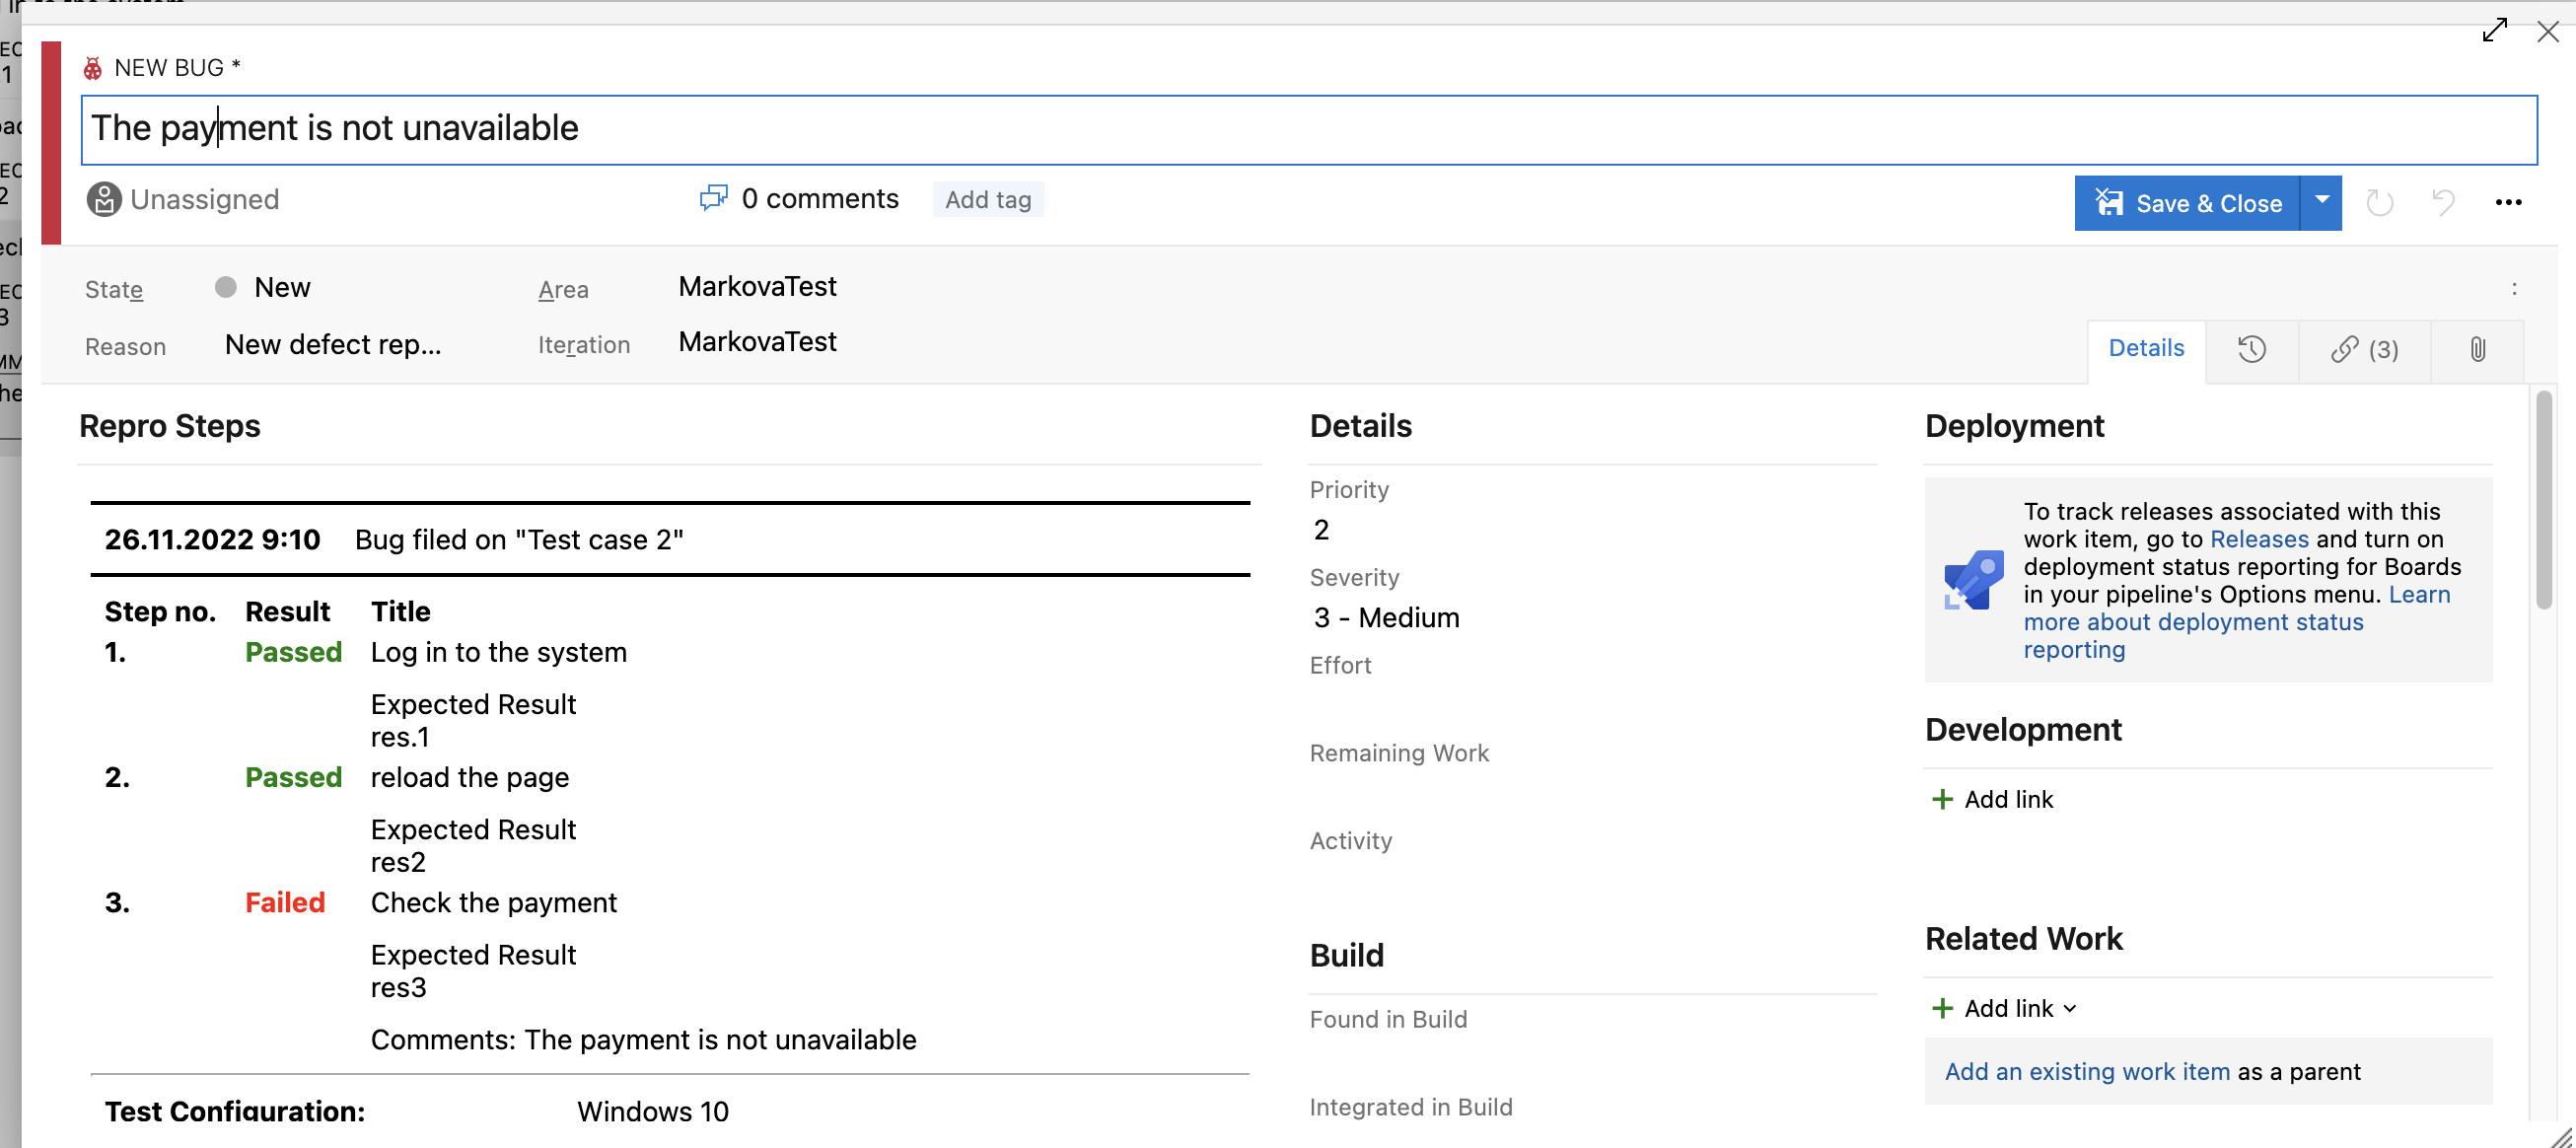 NEW BUG *
The payment is not unavailable
Unassigned
0 comments
Add tag
Save & Close
State
New
Area
MarkovaTest
Reason
New defect rep...
Iteration
MarkovaTest
Details
(3)
Repro Steps
26.11.2022 9:10 Bug filed on "Test case 2"
Step no. Result Title
1. Passed Log in to the system
Expected Result
res.1
2. Passed reload the page
Expected Result
res2
3. Failed Check the payment
Expected Result
res3
Comments: The payment is not unavailable
Test Configuration: Windows 10
Details
Priority
2
Severity
3 - Medium
Effort
Remaining Work
Activity
Build
Found in Build
Integrated in Build
Deployment
To track releases associated with this
work item, go to Releases and turn on
deployment status reporting for Boards
in your pipeline's Options menu. Learn
more about deployment status
reporting
Development
+ Add link
Related Work
+ Add link
Add an existing work item as a parent